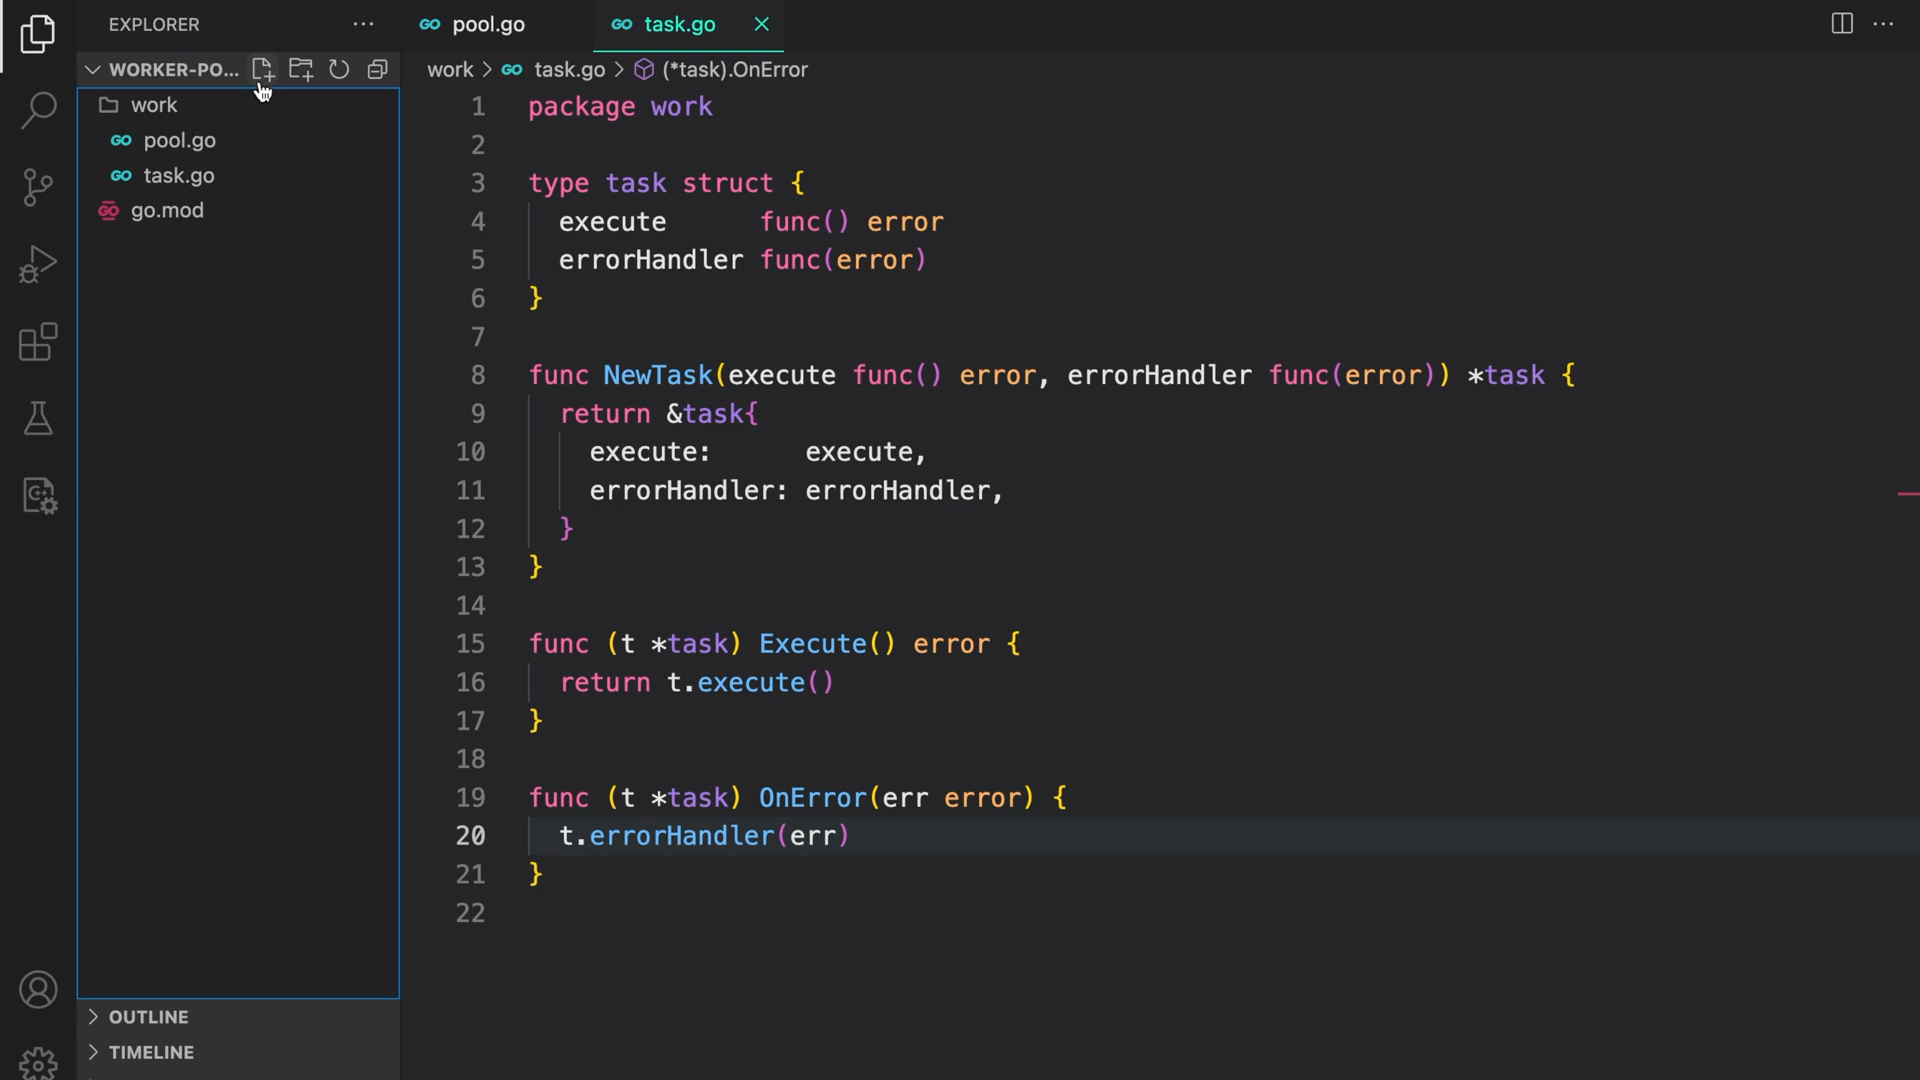 EXPLORER
pool.go
task.go
WORKER-PO...
work > task.go > (*task).OnError
work
pool.go
task.go
go.mod
1 package work
2
3 type task struct {
4 execute func() error
5 errorHandler func(error)
6 }
7
8 func NewTask(execute func() error, errorHandler func(error)) *task {
9 return &task{
10 execute: execute,
11 errorHandler: errorHandler,
12 }
13 }
14
15 func (t *task) Execute() error {
16 return t.execute()
17 }
18
19 func (t *task) OnError(err error) {
20 t.errorHandler(err)
21 }
22
OUTLINE
TIMELINE